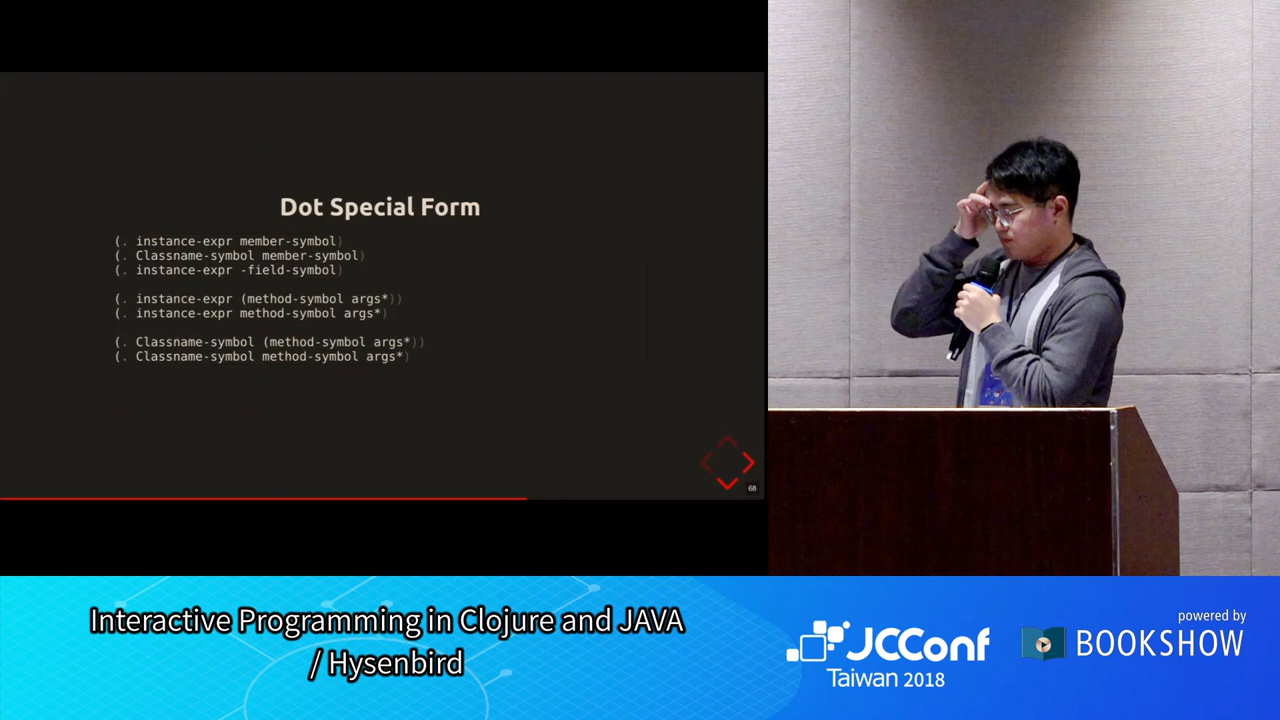 Dot Special Form
(. instance-expr member-symbol)
(. Classname-symbol member-symbol)
(. instance-expr -field-symbol)
(. instance-expr (method-symbol args*))
(. instance-expr method-symbol args*)
(. Classname-symbol (method-symbol args*))
(. Classname-symbol method-symbol args*)
68
Interactive Programming in Clojure and JAVA
/ Hysenbird
JCConf
Taiwan 2018
powered by
BOOKSHOW